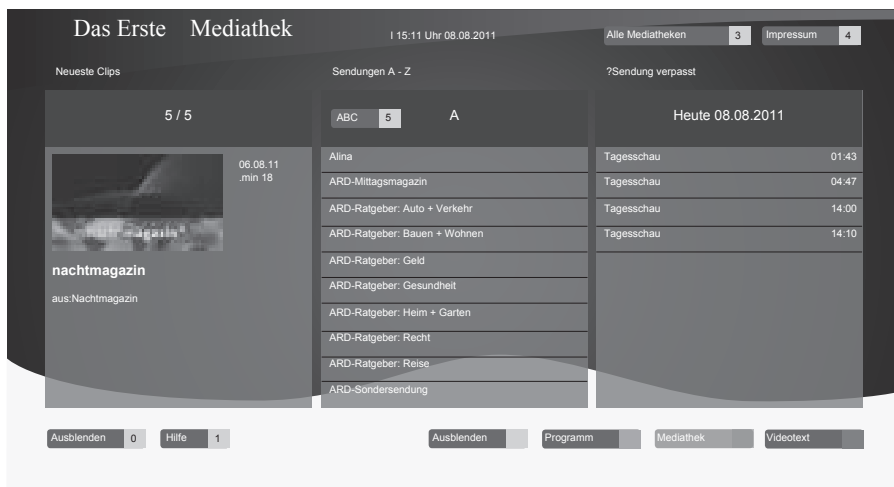 Das Erste Mediathek
I 15:11 Uhr 08.08.2011
Alle Mediatheken 3
Impressum 4
Neueste Clips
Sendungen A - Z
?Sendung verpasst
5 / 5
ABC 5
A
Heute 08.08.2011
06.08.11
.min 18
nachtmagazin
aus:Nachtmagazin
Alina
ARD-Mittagsmagazin
ARD-Ratgeber: Auto + Verkehr
ARD-Ratgeber: Bauen + Wohnen
ARD-Ratgeber: Geld
ARD-Ratgeber: Gesundheit
ARD-Ratgeber: Heim + Garten
ARD-Ratgeber: Recht
ARD-Ratgeber: Reise
ARD-Sondersendung
Tagesschau 01:43
Tagesschau 04:47
Tagesschau 14:00
Tagesschau 14:10
Ausblenden 0
Hilfe 1
Ausblenden
Programm
Mediathek
Videotext